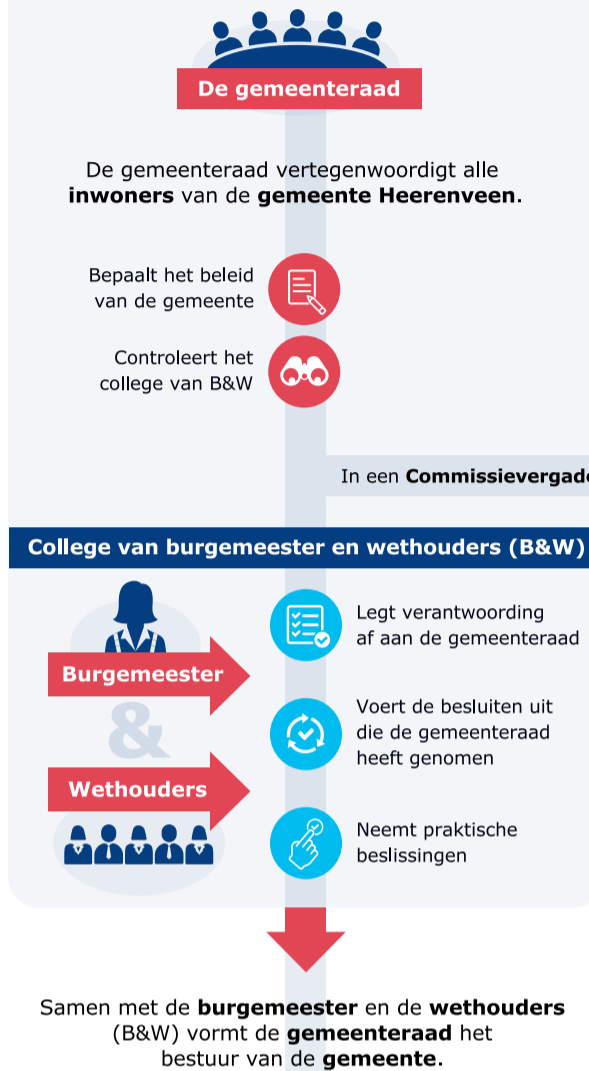 De gemeenteraad
De gemeenteraad vertegenwoordigt alle
inwoners van de gemeente Heerenveen.
Bepaalt het beleid
van de gemeente
Controleert het
college van B&W
In een Commissievergade
College van burgemeester en wethouders (B&W)
Burgemeester
&
Wethouders
Legt verantwoording
af aan de gemeenteraad
Voert de besluiten uit
die de gemeenteraad
heeft genomen
Neemt praktische
beslissingen
Samen met de burgemeester en de wethouders
(B&W) vormt de gemeenteraad het
bestuur van de gemeente.